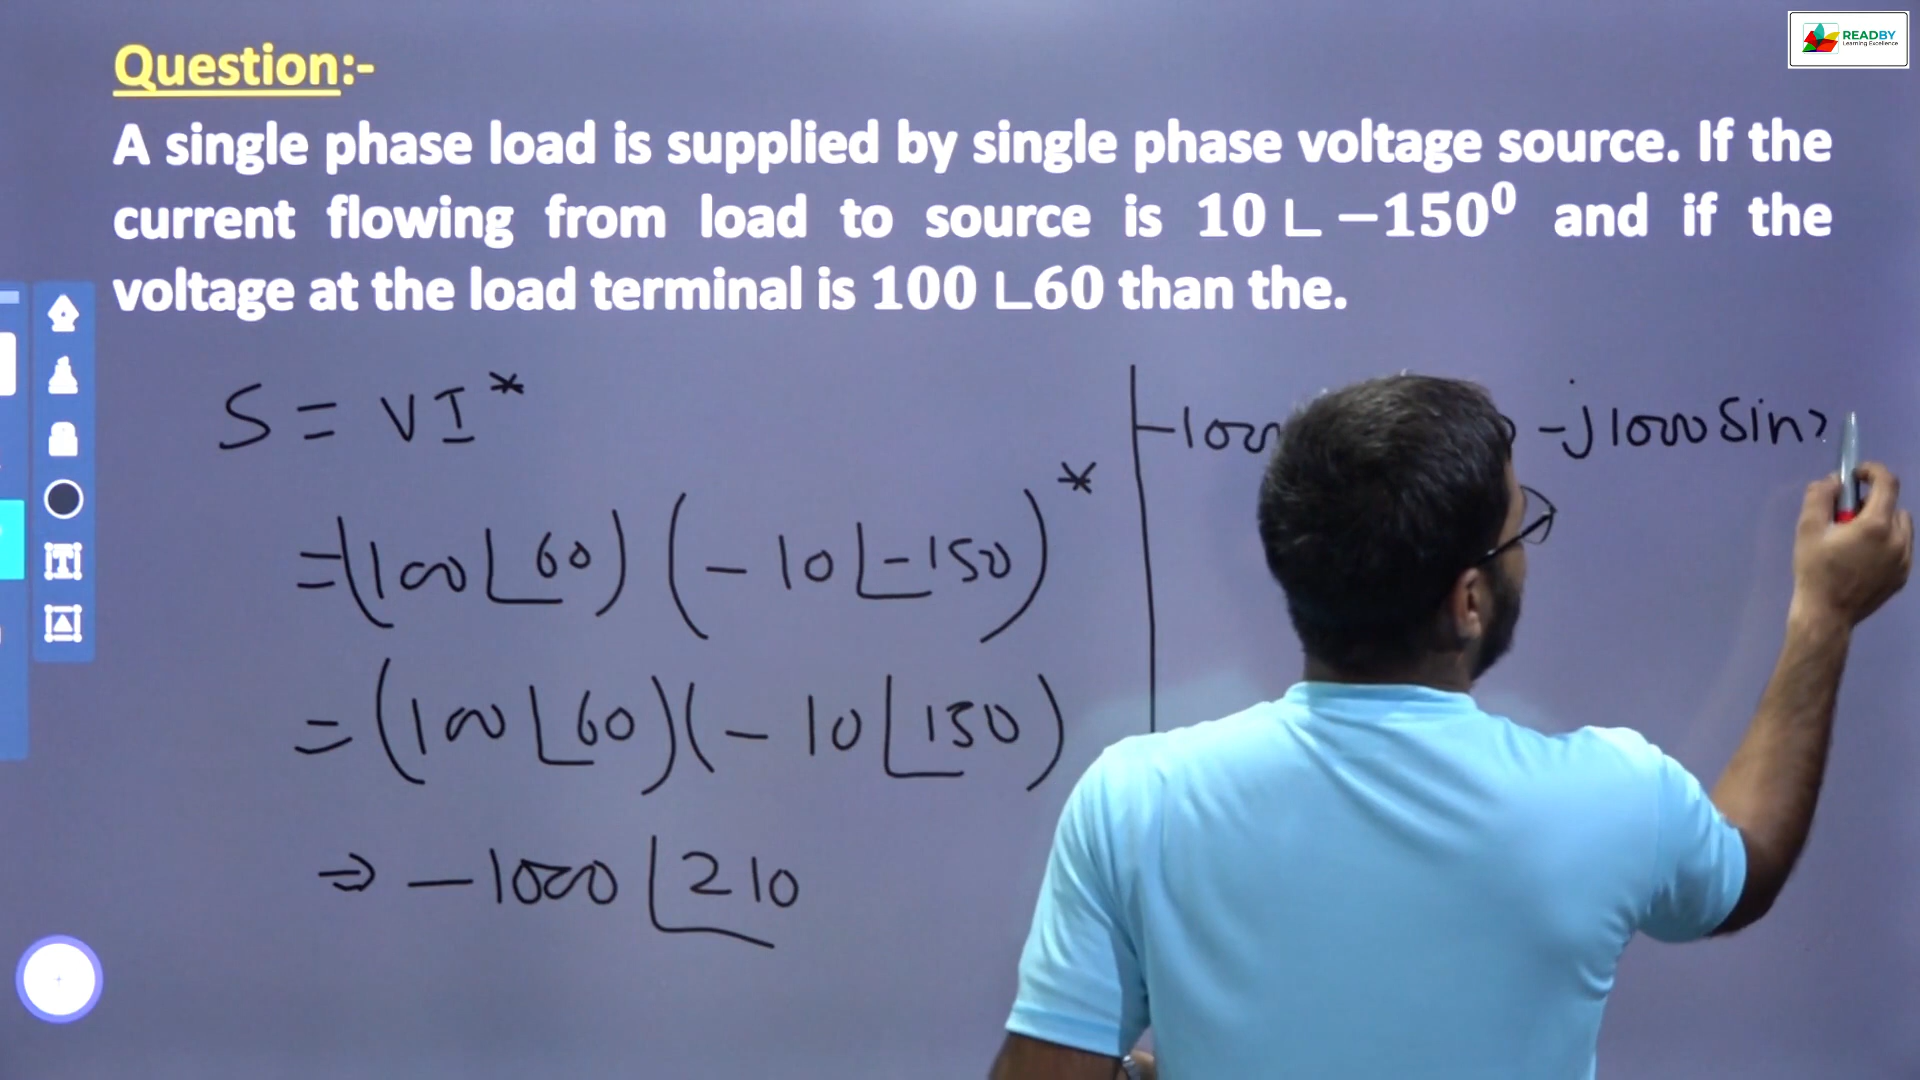 READBY
Learning Excellence
Question:-
A single phase load is supplied by single phase voltage source. If the
current flowing from load to source is 10 ∟ −150⁰ and if the
voltage at the load terminal is 100 ∟60 than the.
S = VI*
=(100∟60) (-10∟-150)*
=(100∟60)(-10∟150)
⇒ -1000∟210
-j1000 Sin